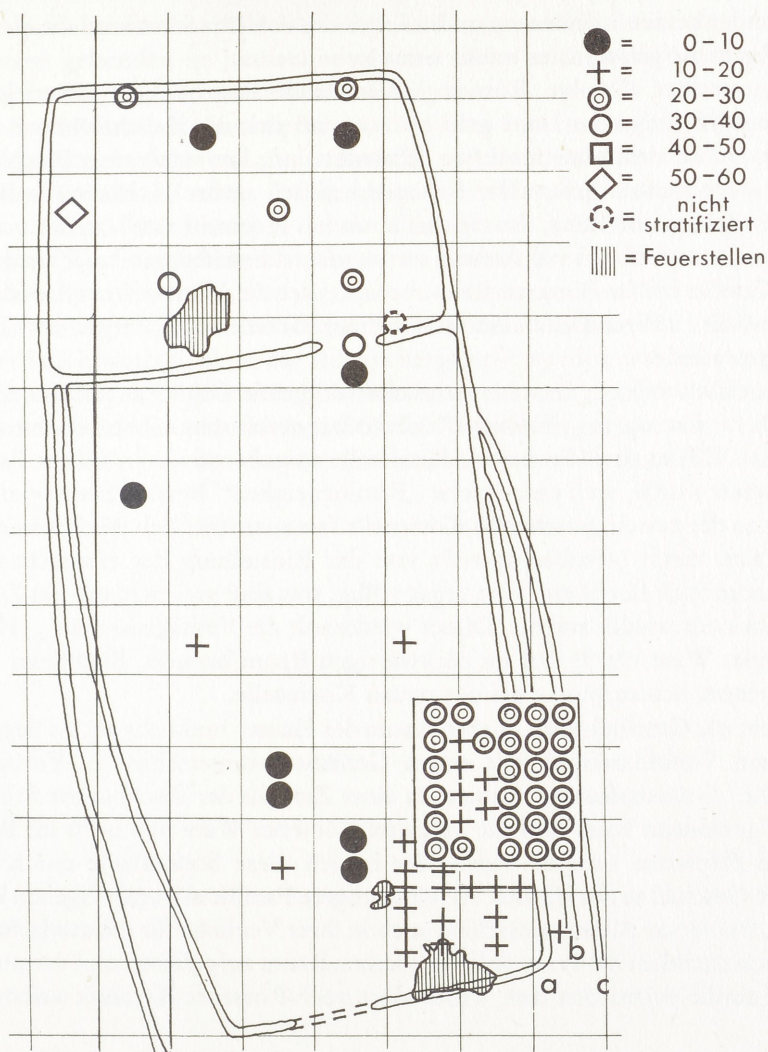 = 0-10
+ = 10-20
= 20-30
= 30-40
= 40-50
= 50-60
= nicht
stratifiziert
= Feuerstellen
b
a c